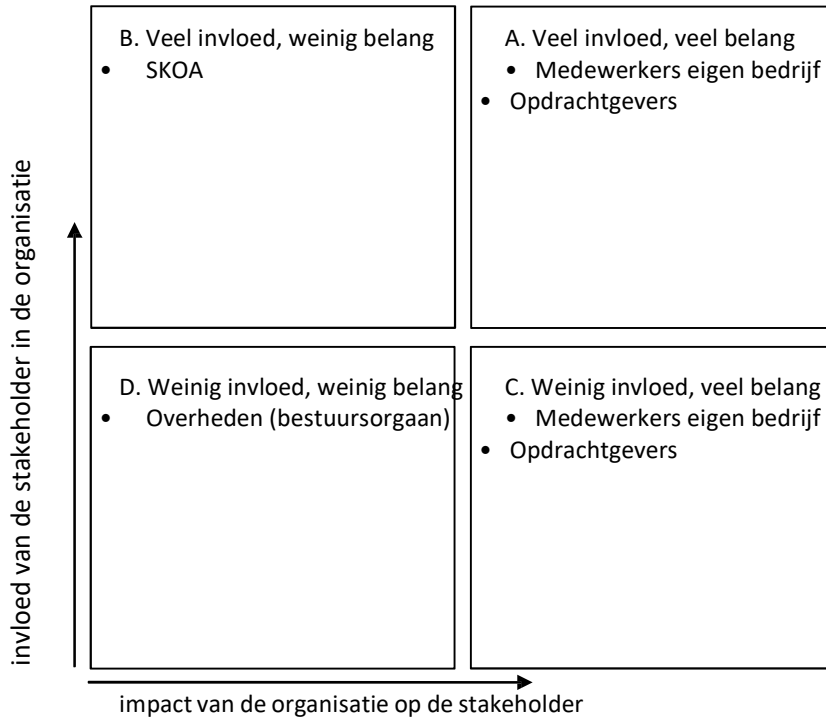 B. Veel invloed, weinig belang
• SKOA
A. Veel invloed, veel belang
• Medewerkers eigen bedrijf
• Opdrachtgevers
invloed van de stakeholder in de organisatie
D. Weinig invloed, weinig belang
• Overheden (bestuursorgaan)
C. Weinig invloed, veel belang
• Medewerkers eigen bedrijf
• Opdrachtgevers
impact van de organisatie op de stakeholder